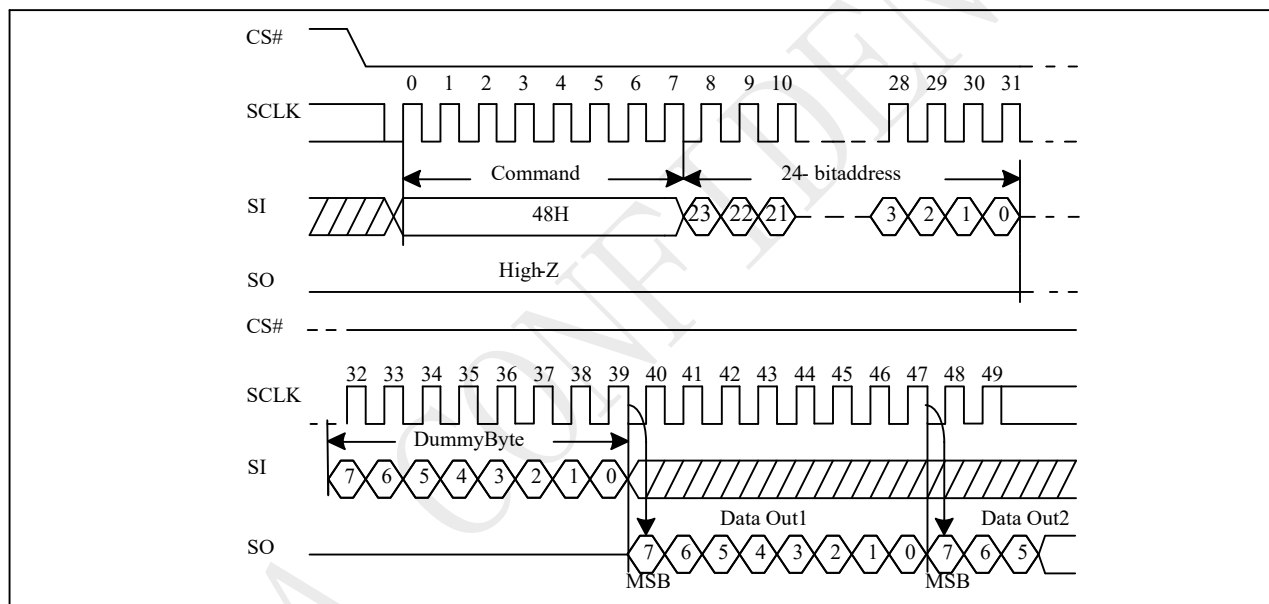 CS#
0 1 2 3 4 5 6 7 8 9 10 28 29 30 31
SCLK
Command 24- bitaddress
SI 48H 23 22 21 3 2 1 0
High-Z
SO
CS#
32 33 34 35 36 37 38 39 40 41 42 43 44 45 46 47 48 49
SCLK
DummyByte
SI 7 6 5 4 3 2 1 0
Data Out1 Data Out2
SO 7 6 5 4 3 2 1 0 7 6 5
MSB MSB
A CONFIDEN